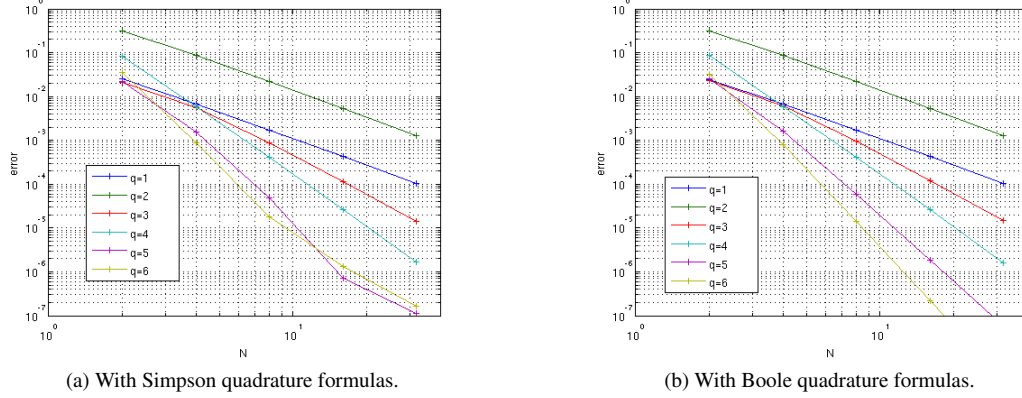 10^0
10^-1
10^-2
10^-3
10^-4
10^-5
10^-6
10^-7
error
q=1
q=2
q=3
q=4
q=5
q=6
10^0
10^1
N
(a) With Simpson quadrature formulas.
10^0
10^-1
10^-2
10^-3
10^-4
10^-5
10^-6
10^-7
error
q=1
q=2
q=3
q=4
q=5
q=6
10^0
10^1
N
(b) With Boole quadrature formulas.